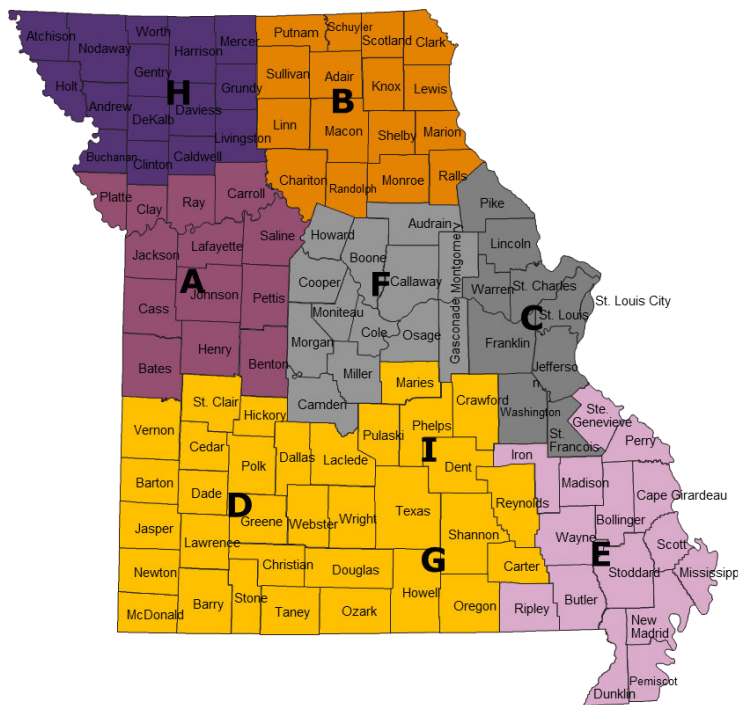 Atchison
Nodaway
Worth
Harrison
Mercer
Putnam
Schuyler
Scotland
Clark
Holt
Gentry
Grundy
Sullivan
Adair
Knox
Lewis
H
B
Andrew
DeKalb
Daviess
Livingston
Linn
Macon
Shelby
Marion
Buchanan
Clinton
Caldwell
Chariton
Randolph
Monroe
Ralls
Platte
Clay
Ray
Carroll
Pike
Howard
Audrain
Jackson
Lafayette
Saline
Boone
Lincoln
A
F
Cooper
Callaway
Gasconade Montgomery
Warren
St. Charles
St. Louis City
Cass
Johnson
Pettis
Moniteau
C
St. Louis
Cole
Osage
Franklin
Morgan
Bates
Henry
Benton
Miller
Jefferso
n
Maries
Camden
St. Clair
Hickory
Crawford
Washington
Ste.
Genevieve
Vernon
Cedar
Pulaski
Phelps
St.
Francois
Perry
Polk
Dallas
Laclede
I
Dent
Iron
Barton
Dade
Madison
Cape Girardeau
D
Greene
Webster
Wright
Texas
Reynolds
Bollinger
Jasper
Lawrence
Shannon
Wayne
Scott
E
Newton
Christian
Douglas
G
Carter
Stoddard
Mississipp
McDonald
Barry
Stone
Taney
Ozark
Howell
Oregon
Ripley
Butler
New
Madrid
Dunklin
Pemiscot